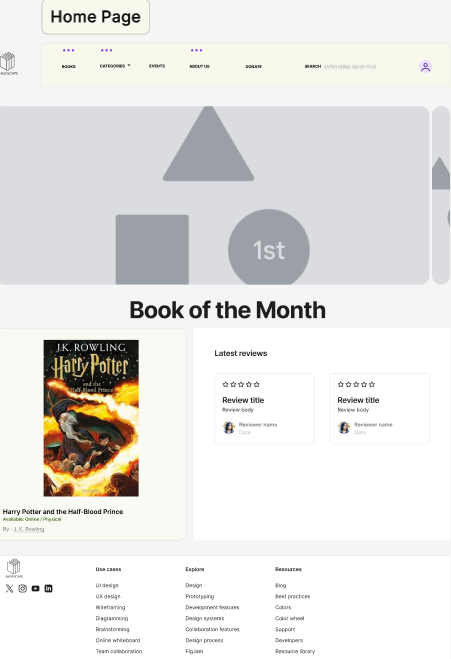 Home Page
BOOKS
CATEGORIES
EVENTS
ABOUT US
DONATE
SEARCH
1st
Book of the Month
J.K. ROWLING
Harry Potter
and the
Half-Blood Prince
Harry Potter and the Half-Blood Prince
Available: Online / Physical
By : J. K. Rowling
Latest reviews
Review title
Review body
Reviewer name
Date
Review title
Review body
Reviewer name
Date
Use cases
UI design
UX design
Wireframing
Diagramming
Brainstorming
Online whiteboard
Team collaboration
Explore
Design
Prototyping
Development features
Design systems
Collaboration features
Design process
FigJam
Resources
Blog
Best practices
Colors
Color wheel
Support
Developers
Resource library